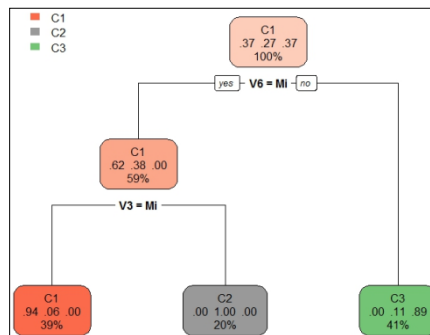 C1
C2
C3
C1
.37 .27 .37
100%
yes V6 = Mi no
C1
.62 .38 .00
59%
V3 = Mi
C1
.94 .06 .00
39%
C2
.00 1.00 .00
20%
C3
.00 .11 .89
41%